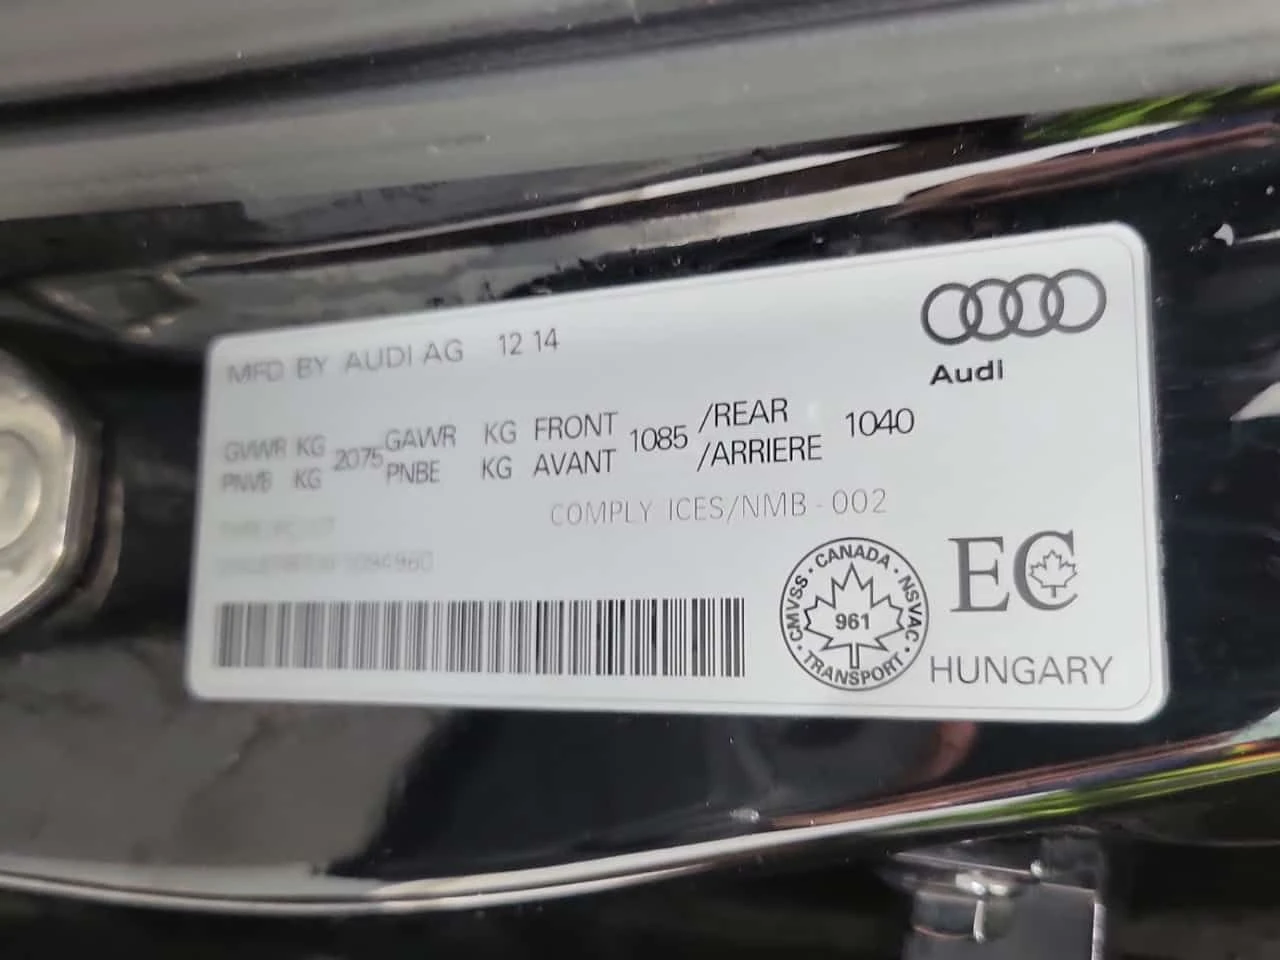 MFD BY AUDI AG 12 14
Audi
GVWR KG 2075 GAWR KG FRONT 1085 /REAR 1040
PNVB KG PNBE KG AVANT /ARRIERE
COMPLY ICES/NMB - 002
CANADA · NSVAC · TRANSPORT · CMVSS ·
961
EC
HUNGARY